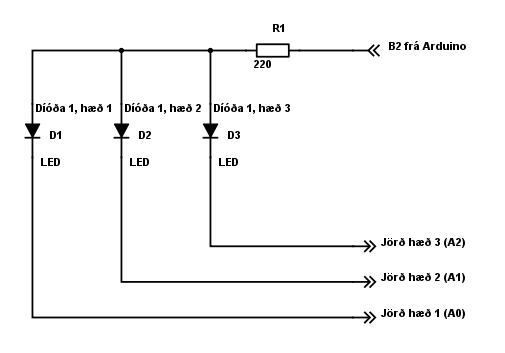 R1
B2 frá Arduino
220
Díóða 1, hæð 1
Díóða 1, hæð 2
Díóða 1, hæð 3
D1
D2
D3
LED
LED
LED
Jörð hæð 3 (A2)
Jörð hæð 2 (A1)
Jörð hæð 1 (A0)